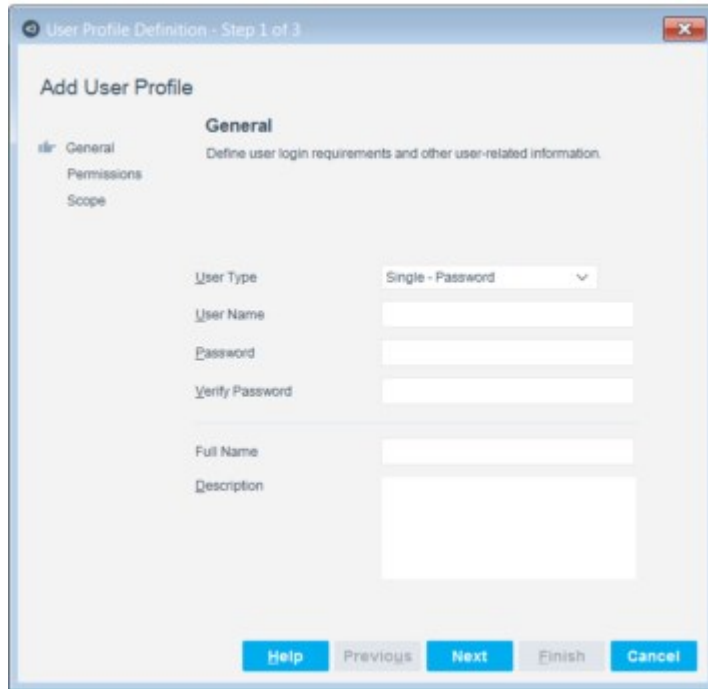 User Profile Definition - Step 1 of 3
Add User Profile
General
Permissions
Scope
General
Define user login requirements and other user-related information.
User Type
Single - Password
User Name
Password
Verify Password
Full Name
Description
Help
Previous
Next
Finish
Cancel